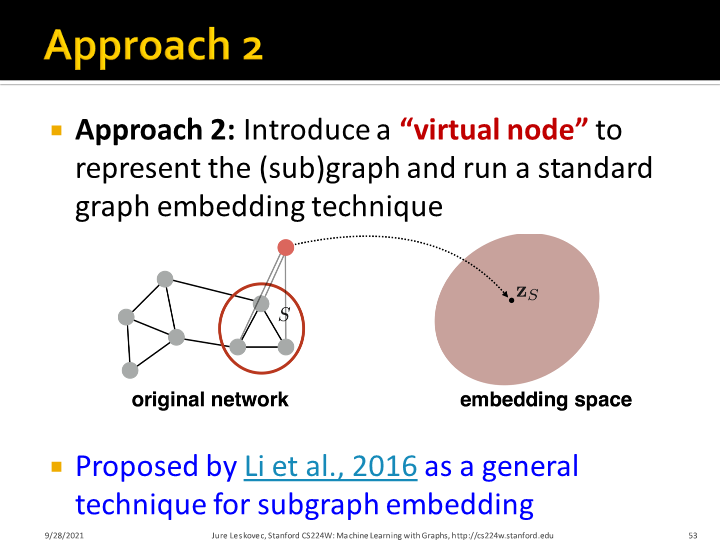 Approach 2
▪ Approach 2: Introduce a “virtual node” to
represent the (sub)graph and run a standard
graph embedding technique
S
z_S
original network
embedding space
▪ Proposed by Li et al., 2016 as a general
technique for subgraph embedding
9/28/2021
Jure Leskovec, Stanford CS224W: Machine Learning with Graphs, http://cs224w.stanford.edu
53